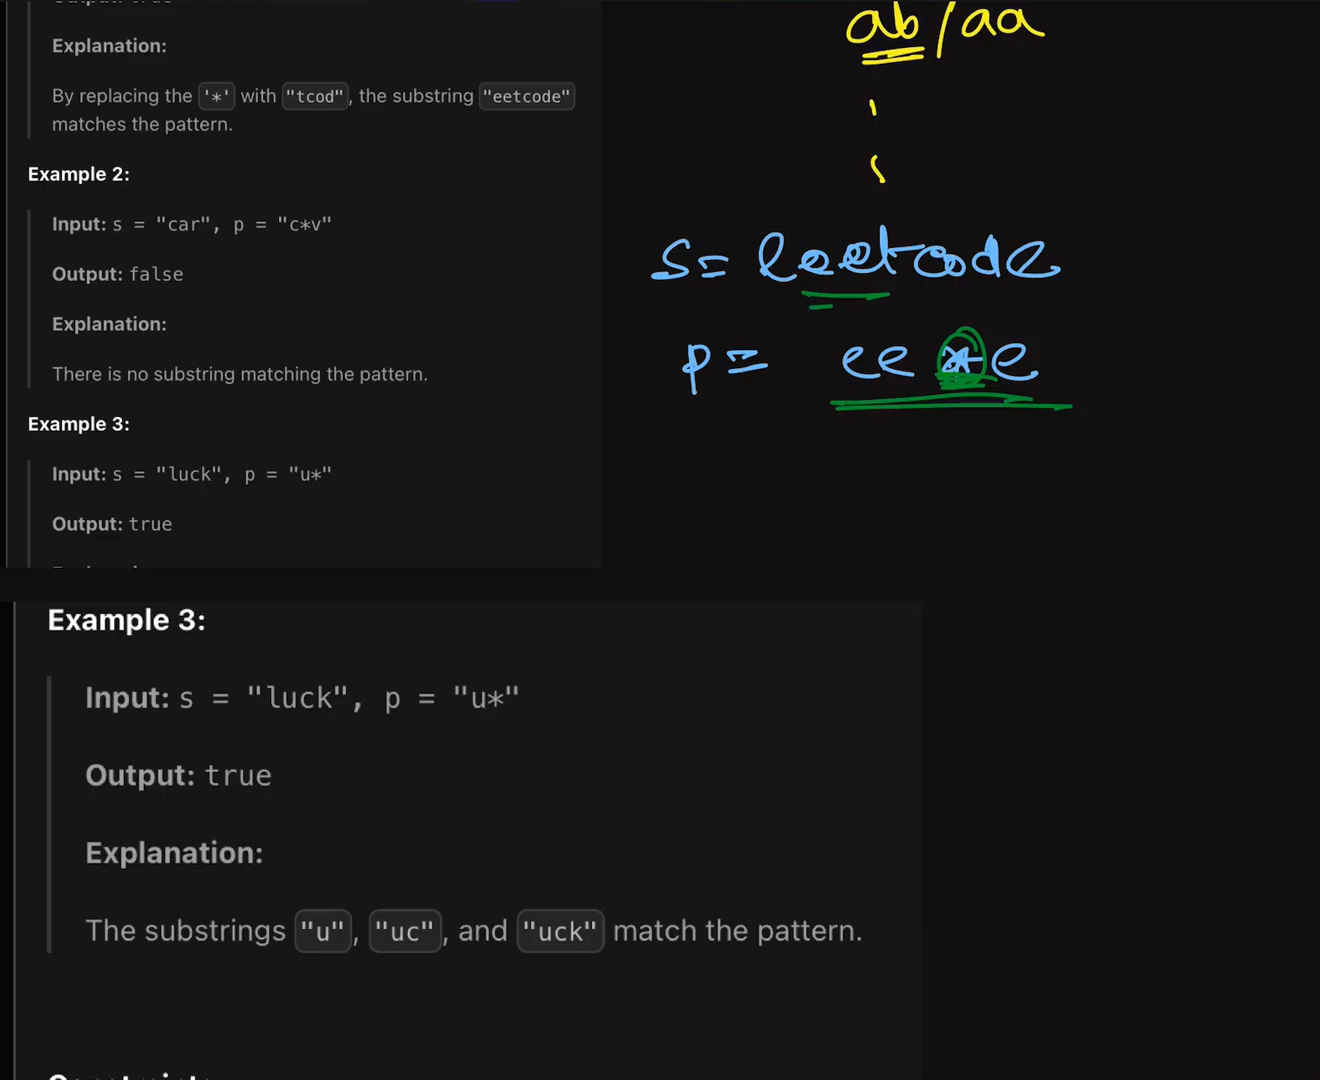 Explanation:
By replacing the '*' with "tcod", the substring "eetcode"
matches the pattern.
Example 2:
Input: s = "car", p = "c*v"
Output: false
Explanation:
There is no substring matching the pattern.
Example 3:
Input: s = "luck", p = "u*"
Output: true
ab/aa
s= leetcode
p= ee*e
Example 3:
Input: s = "luck", p = "u*"
Output: true
Explanation:
The substrings "u", "uc", and "uck" match the pattern.